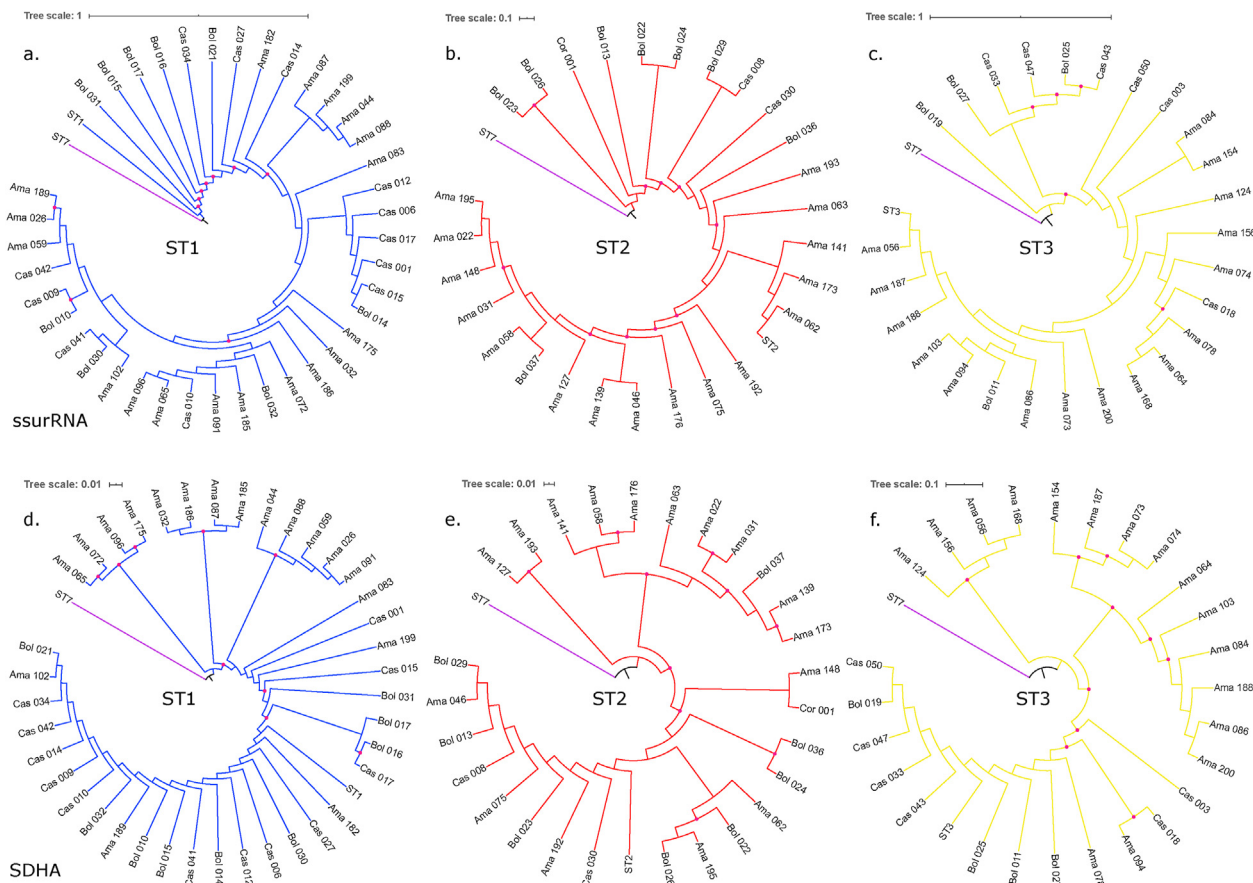 Tree scale: 1
a.
ST7
ST1
Bol 031
Bol 015
Bol 017
Bol 016
Cas 034
Bol 021
Cas 027
Ama 182
Cas 014
Ama 087
Ama 199
Ama 044
Ama 088
Ama 083
Cas 012
Cas 006
Cas 017
Cas 001
Cas 015
Bol 014
Ama 175
Ama 032
Ama 186
Ama 072
Bol 032
Ama 185
Ama 091
Cas 010
Ama 065
Ama 096
Ama 102
Bol 030
Cas 041
Bol 010
Cas 009
Cas 042
Ama 059
Ama 026
Ama 189
ST1
ssurRNA
Tree scale: 0.1
b.
ST7
Bol 023
Bol 026
Cor 001
Bol 013
Bol 022
Bol 024
Bol 029
Cas 008
Cas 030
Bol 036
Ama 193
Ama 063
Ama 141
Ama 173
Ama 062
ST2
Ama 192
Ama 075
Ama 176
Ama 046
Ama 139
Ama 127
Bol 037
Ama 058
Ama 031
Ama 148
Ama 022
Ama 195
ST2
Tree scale: 1
c.
ST7
Bol 019
Bol 027
Cas 033
Cas 047
Bol 025
Cas 043
Cas 050
Cas 003
Ama 084
Ama 154
Ama 124
Ama 156
Ama 074
Cas 018
Ama 078
Ama 064
Ama 168
Ama 200
Ama 073
Ama 086
Bol 011
Ama 094
Ama 103
Ama 188
Ama 187
Ama 056
ST3
ST3
Tree scale: 0.01
d.
ST7
Ama 065
Ama 072
Ama 096
Ama 175
Ama 032
Ama 186
Ama 087
Ama 185
Ama 044
Ama 088
Ama 059
Ama 026
Ama 091
Ama 083
Cas 001
Ama 199
Cas 015
Bol 031
Bol 017
Bol 016
Cas 017
ST1
Ama 182
Cas 027
Bol 030
Cas 006
Cas 012
Bol 014
Cas 041
Bol 015
Bol 010
Ama 189
Bol 032
Cas 010
Cas 009
Cas 014
Cas 042
Cas 034
Ama 102
Bol 021
ST1
SDHA
Tree scale: 0.01
e.
ST7
Ama 127
Ama 193
Ama 141
Ama 058
Ama 176
Ama 063
Ama 022
Ama 031
Bol 037
Ama 139
Ama 173
Ama 148
Cor 001
Bol 036
Bol 024
Ama 062
Bol 022
Ama 195
Bol 026
ST2
Cas 030
Ama 192
Bol 023
Ama 075
Cas 008
Bol 013
Ama 046
Bol 029
ST2
Tree scale: 0.1
f.
ST7
Ama 124
Ama 156
Ama 056
Ama 168
Ama 154
Ama 187
Ama 073
Ama 074
Ama 064
Ama 103
Ama 084
Ama 188
Ama 086
Ama 200
Cas 003
Cas 018
Ama 094
Ama 078
Bol 011
Bol 025
ST3
Cas 043
Cas 033
Cas 047
Bol 019
Cas 050
ST3